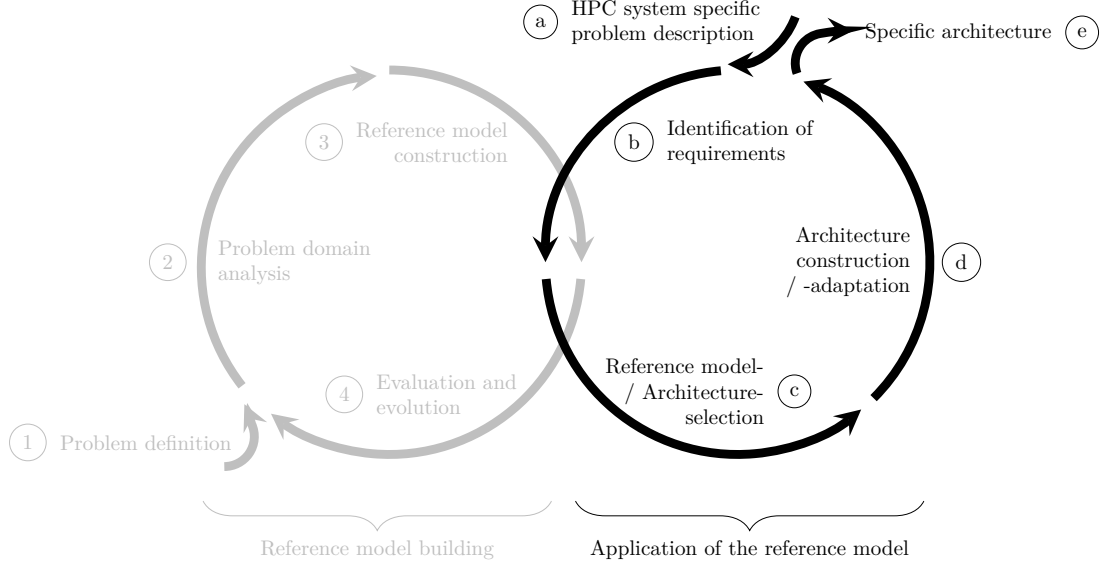 a
HPC system specific
problem description
Specific architecture
e
3
Reference model
construction
b
Identification of
requirements
2
Problem domain
analysis
Architecture
construction
/ -adaptation
d
4
Evaluation and
evolution
Reference model-
/ Architecture-
selection
c
1
Problem definition
Reference model building
Application of the reference model